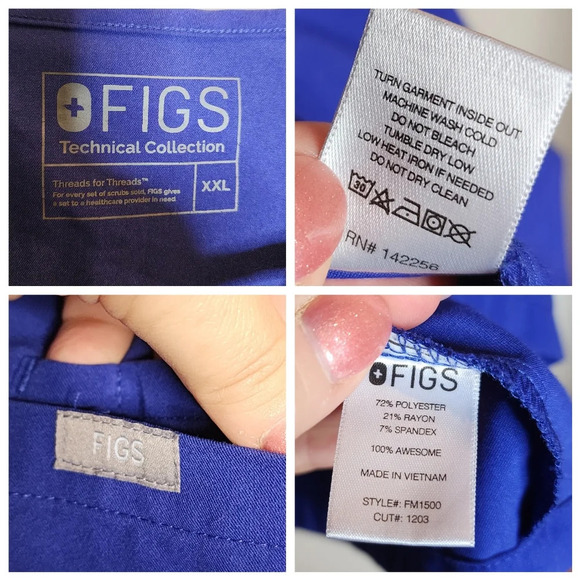 FIGS
Technical Collection
Threads for Threads™
For every set of scrubs sold, FIGS gives
a set to a healthcare provider in need.
XXL
TURN GARMENT INSIDE OUT
MACHINE WASH COLD
DO NOT BLEACH
TUMBLE DRY LOW
LOW HEAT IRON IF NEEDED
DO NOT DRY CLEAN
30
RN# 142256
FIGS
FIGS
72% POLYESTER
21% RAYON
7% SPANDEX
100% AWESOME
MADE IN VIETNAM
STYLE#: FM1500
CUT#: 1203